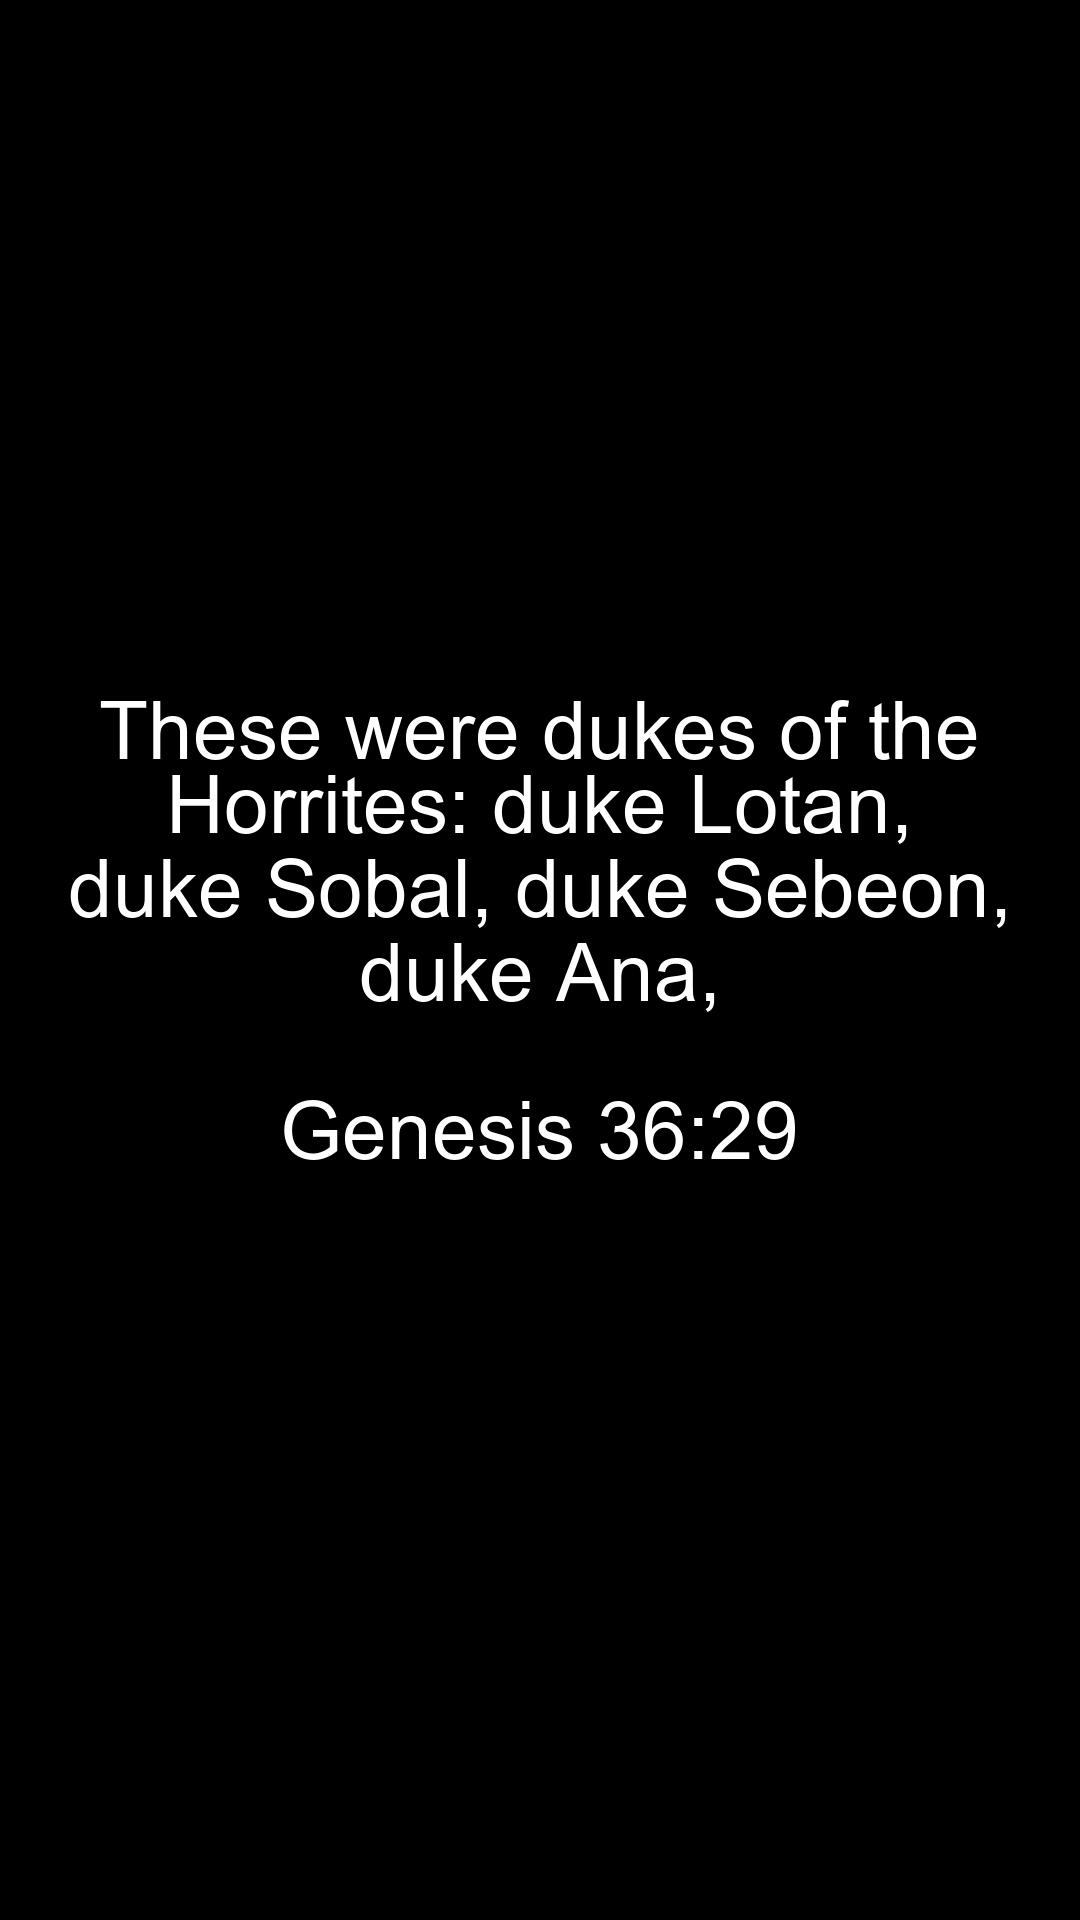 These were dukes of the
Horrites: duke Lotan,
duke Sobal, duke Sebeon,
duke Ana,
Genesis 36:29